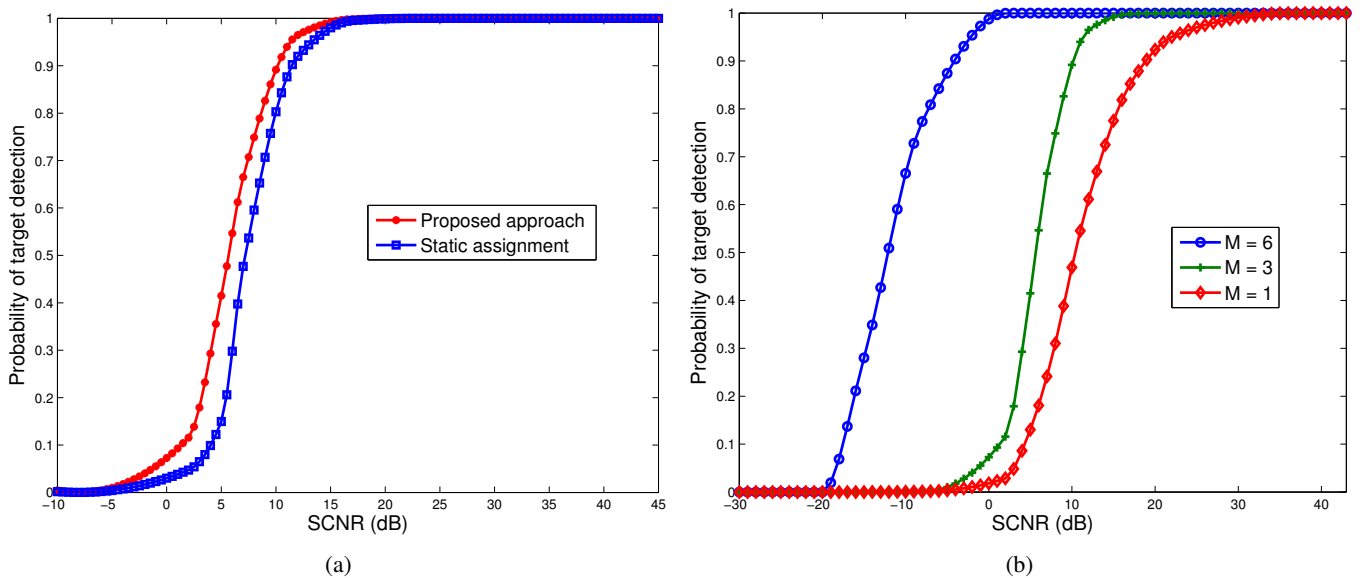 1
0.9
0.8
0.7
0.6
0.5
0.4
0.3
0.2
0.1
0
Probability of target detection
Proposed approach
Static assignment
−10 −5 0 5 10 15 20 25 30 35 40 45
SCNR (dB)
(a)
1
0.9
0.8
0.7
0.6
0.5
0.4
0.3
0.2
0.1
0
Probability of target detection
M = 6
M = 3
M = 1
−30 −20 −10 0 10 20 30 40
SCNR (dB)
(b)